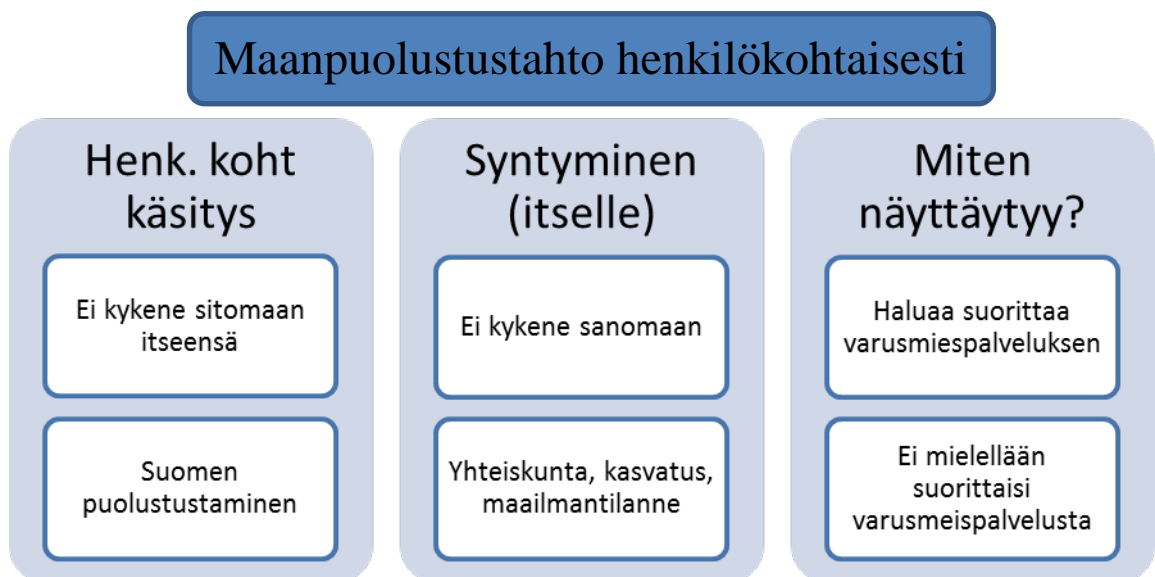 Maanpuolustustahto henkilökohtaisesti
Henk. koht
käsitys
Ei kykene sitomaan
itseensä
Suomen
puolustustaminen
Syntyminen
(itselle)
Ei kykene sanomaan
Yhteiskunta, kasvatus,
maailmantilanne
Miten
näyttäytyy?
Haluaa suorittaa
varusmiespalveluksen
Ei mielellään
suorittaisi
varusmeispalvelusta